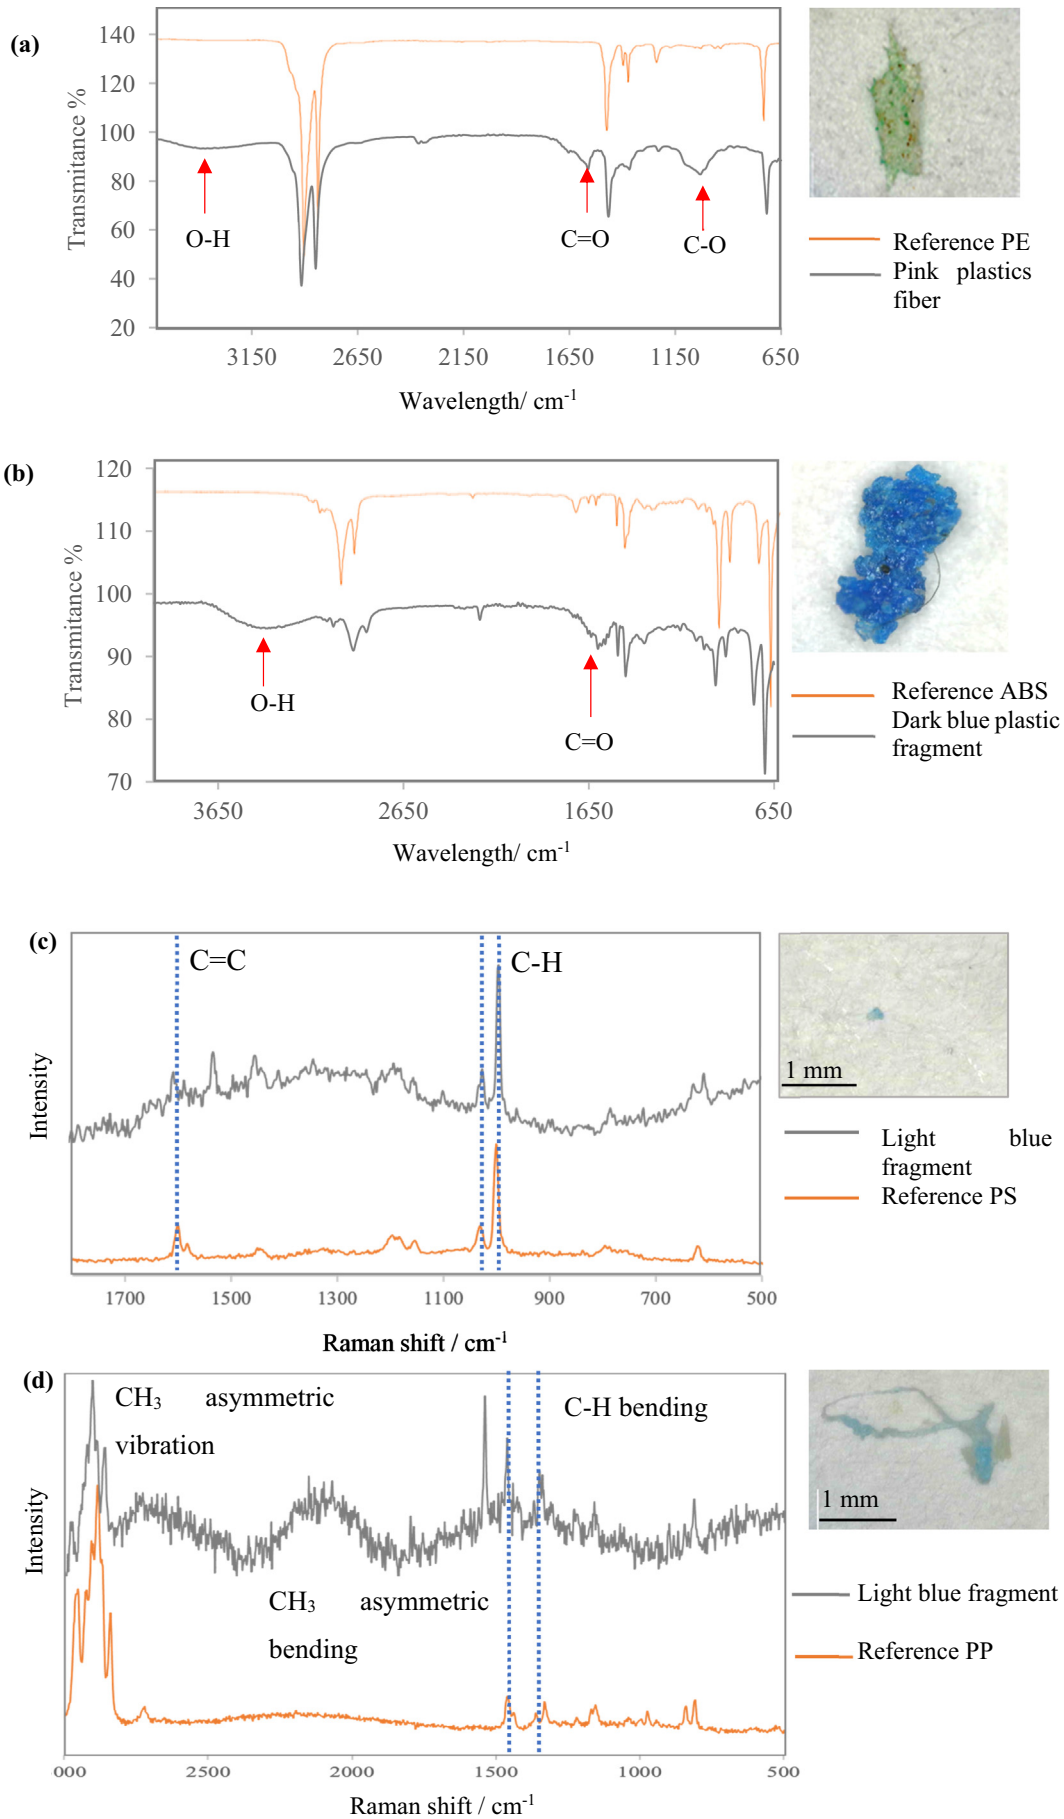 (a)
140
120
100
80
60
40
20
Transmitance %
O-H
C=O
C-O
3150 2650 2150 1650 1150 650
Wavelength/ cm-1
Reference PE
Pink plastics
fiber
(b)
120
110
100
90
80
70
Transmitance %
O-H
C=O
3650 2650 1650 650
Wavelength/ cm-1
Reference ABS
Dark blue plastic
fragment
(c)
C=C
C-H
Intensity
1700 1500 1300 1100 900 700 500
Raman shift / cm-1
1 mm
Light blue
fragment
Reference PS
(d)
CH3 asymmetric
vibration
C-H bending
Intensity
CH3 asymmetric
bending
000 2500 2000 1500 1000 500
Raman shift / cm-1
1 mm
Light blue fragment
Reference PP